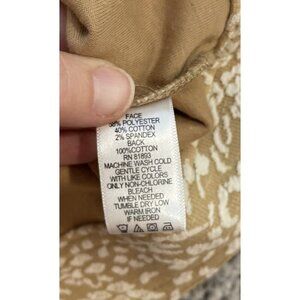 FACE
58% POLYESTER
40% COTTON
2% SPANDEX
BACK
100%COTTON
RN 81893
MACHINE WASH COLD
GENTLE CYCLE
WITH LIKE COLORS
ONLY NON-CHLORINE
BLEACH
WHEN NEEDED
TUMBLE DRY LOW
WARM IRON
IF NEEDED